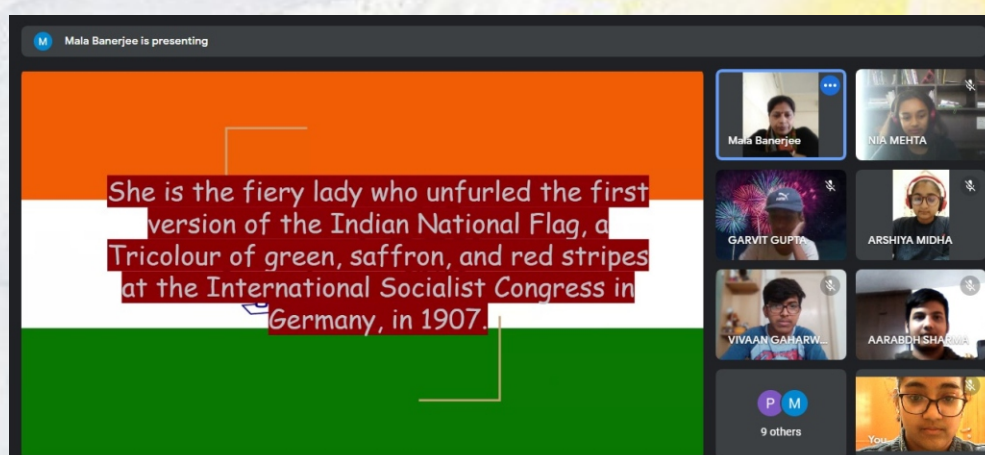 M Mala Banerjee is presenting
She is the fiery lady who unfurled the first
version of the Indian National Flag, a
Tricolour of green, saffron, and red stripes
at the International Socialist Congress in
Germany, in 1907.
Mala Banerjee
NIA MEHTA
GARVIT GUPTA
ARSHIYA MIDHA
VIVAAN GAHARW...
AARABDH SHARMA
P M
9 others
You